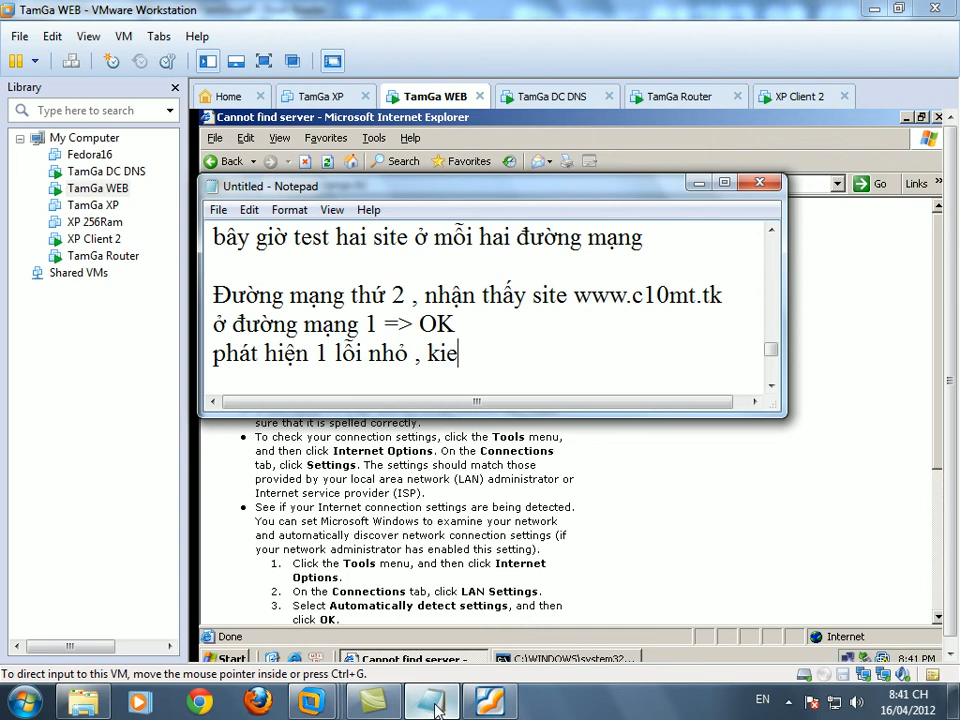 TamGa WEB - VMware Workstation
File Edit View VM Tabs Help
Library
Type here to search
My Computer
Fedora16
TamGa DC DNS
TamGa WEB
TamGa XP
XP 256Ram
XP Client 2
TamGa Router
Shared VMs
Home TamGa XP TamGa WEB TamGa DC DNS TamGa Router XP Client 2
Cannot find server - Microsoft Internet Explorer
File Edit View Favorites Tools Help
Back Search Favorites
Go Links
Untitled - Notepad
File Edit Format View Help
bây giờ test hai site ở mỗi hai đường mạng
Đường mạng thứ 2 , nhận thấy site www.c10mt.tk
ở đường mạng 1 => OK
phát hiện 1 lỗi nhỏ , kie
sure that it is spelled correctly.
• To check your connection settings, click the Tools menu,
and then click Internet Options. On the Connections
tab, click Settings. The settings should match those
provided by your local area network (LAN) administrator or
Internet service provider (ISP).
• See if your Internet connection settings are being detected.
You can set Microsoft Windows to examine your network
and automatically discover network connection settings (if
your network administrator has enabled this setting).
1. Click the Tools menu, and then click Internet
Options.
2. On the Connections tab, click LAN Settings.
3. Select Automatically detect settings, and then
click OK.
Done Internet
Start Cannot find server - C:\WINDOWS\system32... 8:41 PM
To direct input to this VM, move the mouse pointer inside or press Ctrl+G.
EN
8:41 CH
16/04/2012